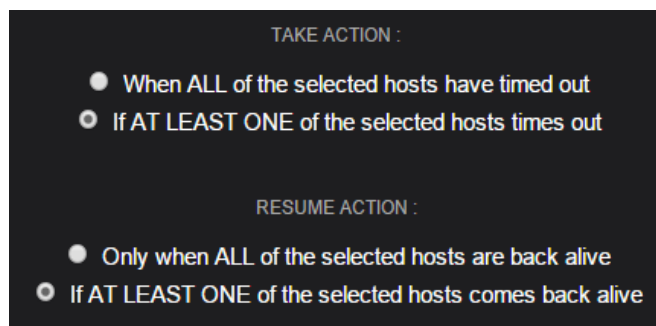 TAKE ACTION :
When ALL of the selected hosts have timed out
If AT LEAST ONE of the selected hosts times out
RESUME ACTION :
Only when ALL of the selected hosts are back alive
If AT LEAST ONE of the selected hosts comes back alive